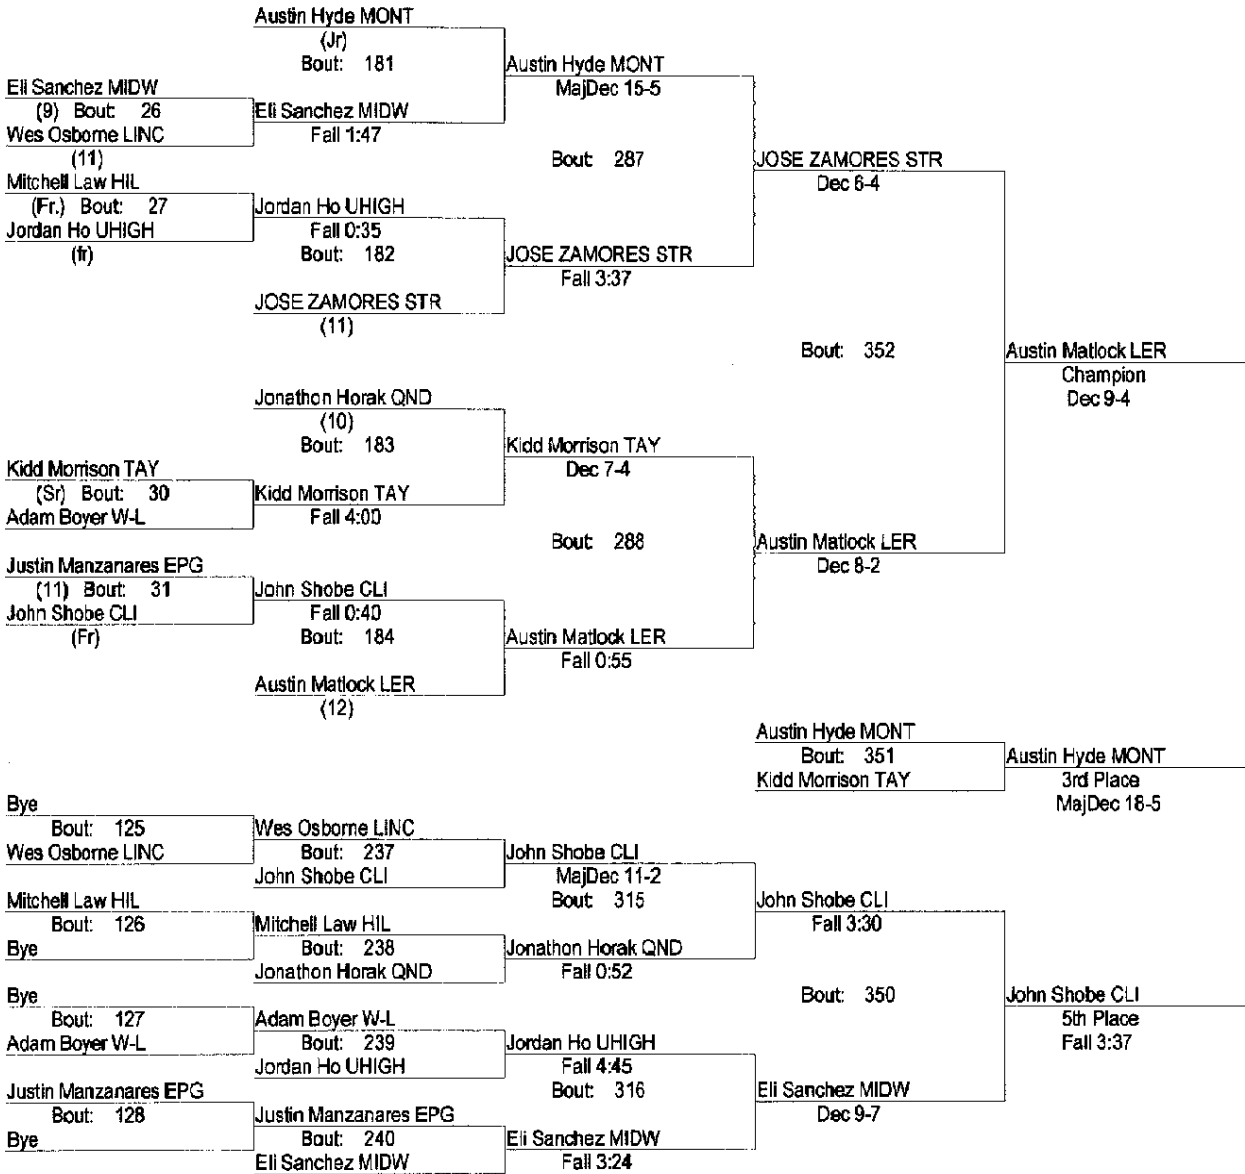 Austin Hyde MONT
(Jr)
Bout: 181
Austin Hyde MONT
MajDec 15-5
Eli Sanchez MIDW
(9) Bout: 26
Eli Sanchez MIDW
Wes Osborne LINC
Fall 1:47
(11)
Bout: 287
JOSE ZAMORES STR
Dec 6-4
Mitchell Law HIL
(Fr.) Bout: 27
Jordan Ho UHIGH
Jordan Ho UHIGH
Fall 0:35
(fr)
Bout: 182
JOSE ZAMORES STR
Fall 3:37
JOSE ZAMORES STR
(11)
Bout: 352
Austin Matlock LER
Champion
Dec 9-4
Jonathon Horak QND
(10)
Bout: 183
Kidd Morrison TAY
Dec 7-4
Kidd Morrison TAY
(Sr) Bout: 30
Kidd Morrison TAY
Adam Boyer W-L
Fall 4:00
Bout: 288
Austin Matlock LER
Dec 8-2
Justin Manzanares EPG
(11) Bout: 31
John Shobe CLI
John Shobe CLI
Fall 0:40
(Fr)
Bout: 184
Austin Matlock LER
Fall 0:55
Austin Matlock LER
(12)
Austin Hyde MONT
Bout: 351
Austin Hyde MONT
Kidd Morrison TAY
3rd Place
MajDec 18-5
Bye
Bout: 125
Wes Osborne LINC
Wes Osborne LINC
Bout: 237
John Shobe CLI
John Shobe CLI
MajDec 11-2
Mitchell Law HIL
Bout: 315
John Shobe CLI
Bout: 126
Mitchell Law HIL
Fall 3:30
Bye
Bout: 238
Jonathon Horak QND
Jonathon Horak QND
Fall 0:52
Bye
Bout: 350
John Shobe CLI
Bout: 127
Adam Boyer W-L
5th Place
Adam Boyer W-L
Bout: 239
Jordan Ho UHIGH
Fall 3:37
Jordan Ho UHIGH
Fall 4:45
Justin Manzanares EPG
Bout: 316
Eli Sanchez MIDW
Bout: 128
Justin Manzanares EPG
Dec 9-7
Bye
Bout: 240
Eli Sanchez MIDW
Eli Sanchez MIDW
Fall 3:24